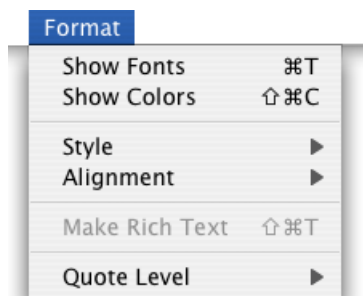 Format
Show Fonts ⌘T
Show Colors ⇧⌘C
Style ▶
Alignment ▶
Make Rich Text ⇧⌘T
Quote Level ▶